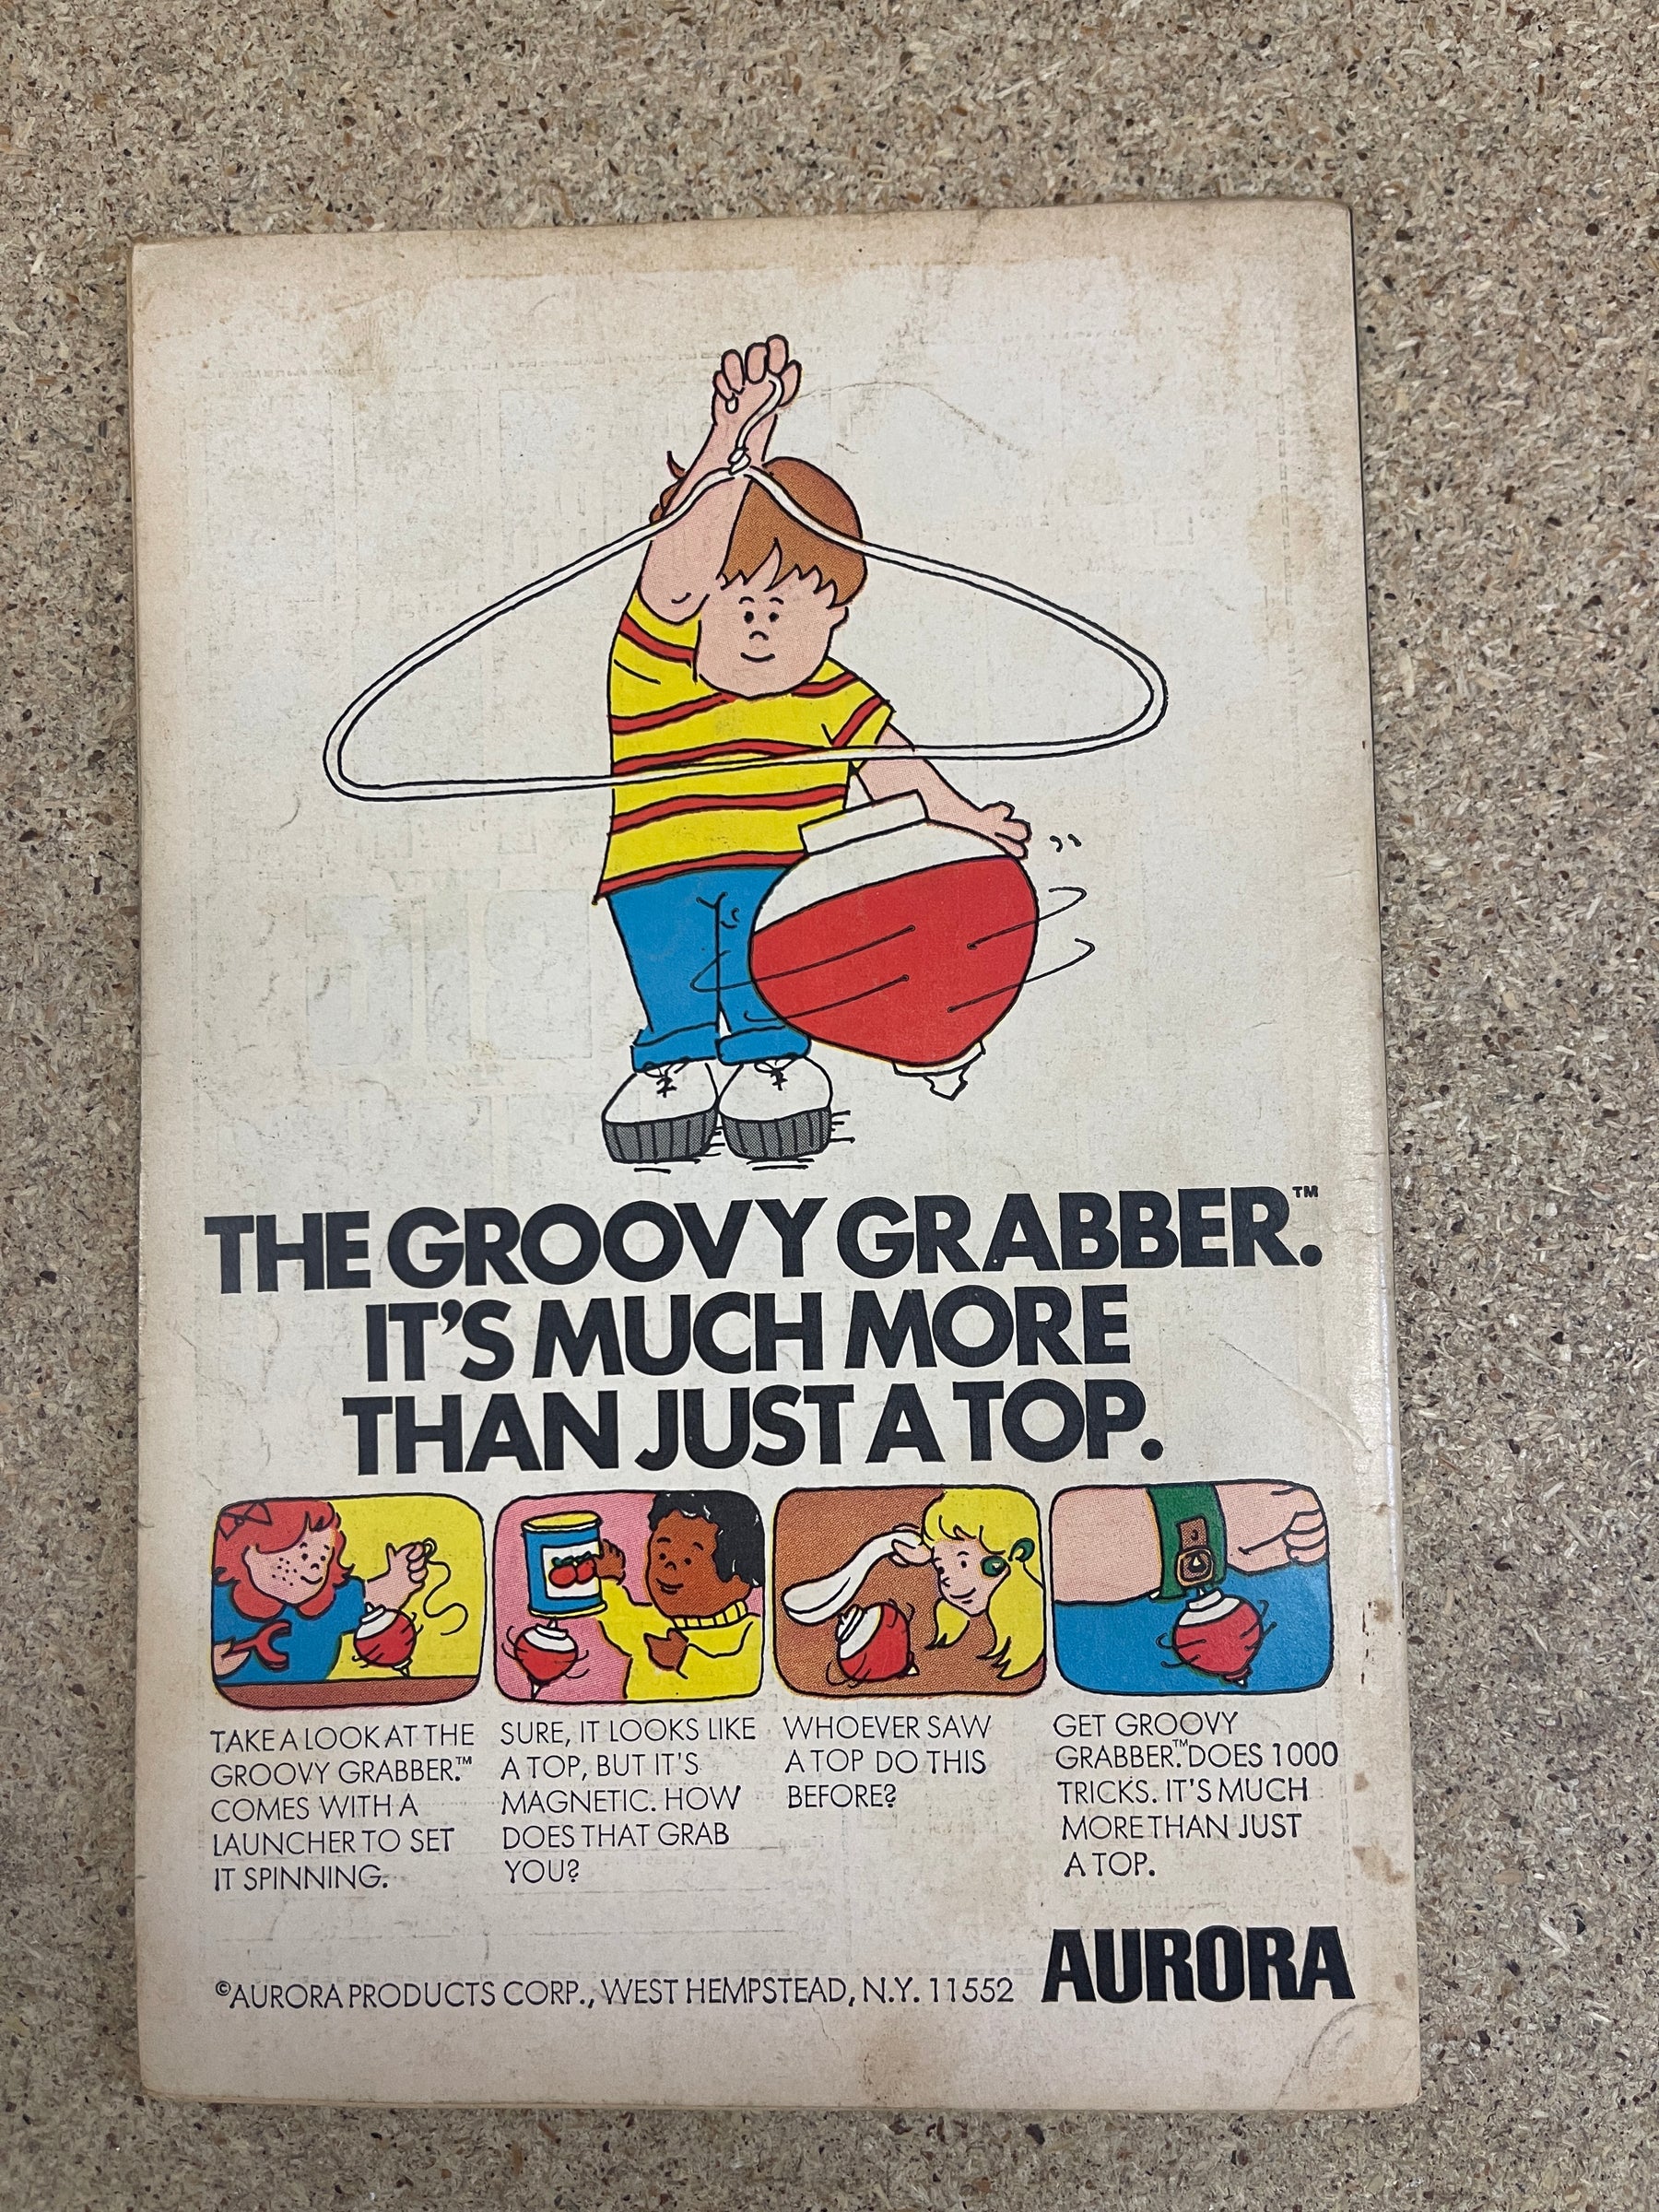 THE GROOVY GRABBER.™
IT'S MUCH MORE
THAN JUST A TOP.
TAKE A LOOK AT THE
GROOVY GRABBER.™
COMES WITH A
LAUNCHER TO SET
IT SPINNING.
SURE, IT LOOKS LIKE
A TOP, BUT IT'S
MAGNETIC. HOW
DOES THAT GRAB
YOU?
WHOEVER SAW
A TOP DO THIS
BEFORE?
GET GROOVY
GRABBER.™ DOES 1000
TRICKS. IT'S MUCH
MORE THAN JUST
A TOP.
©AURORA PRODUCTS CORP., WEST HEMPSTEAD, N.Y. 11552
AURORA